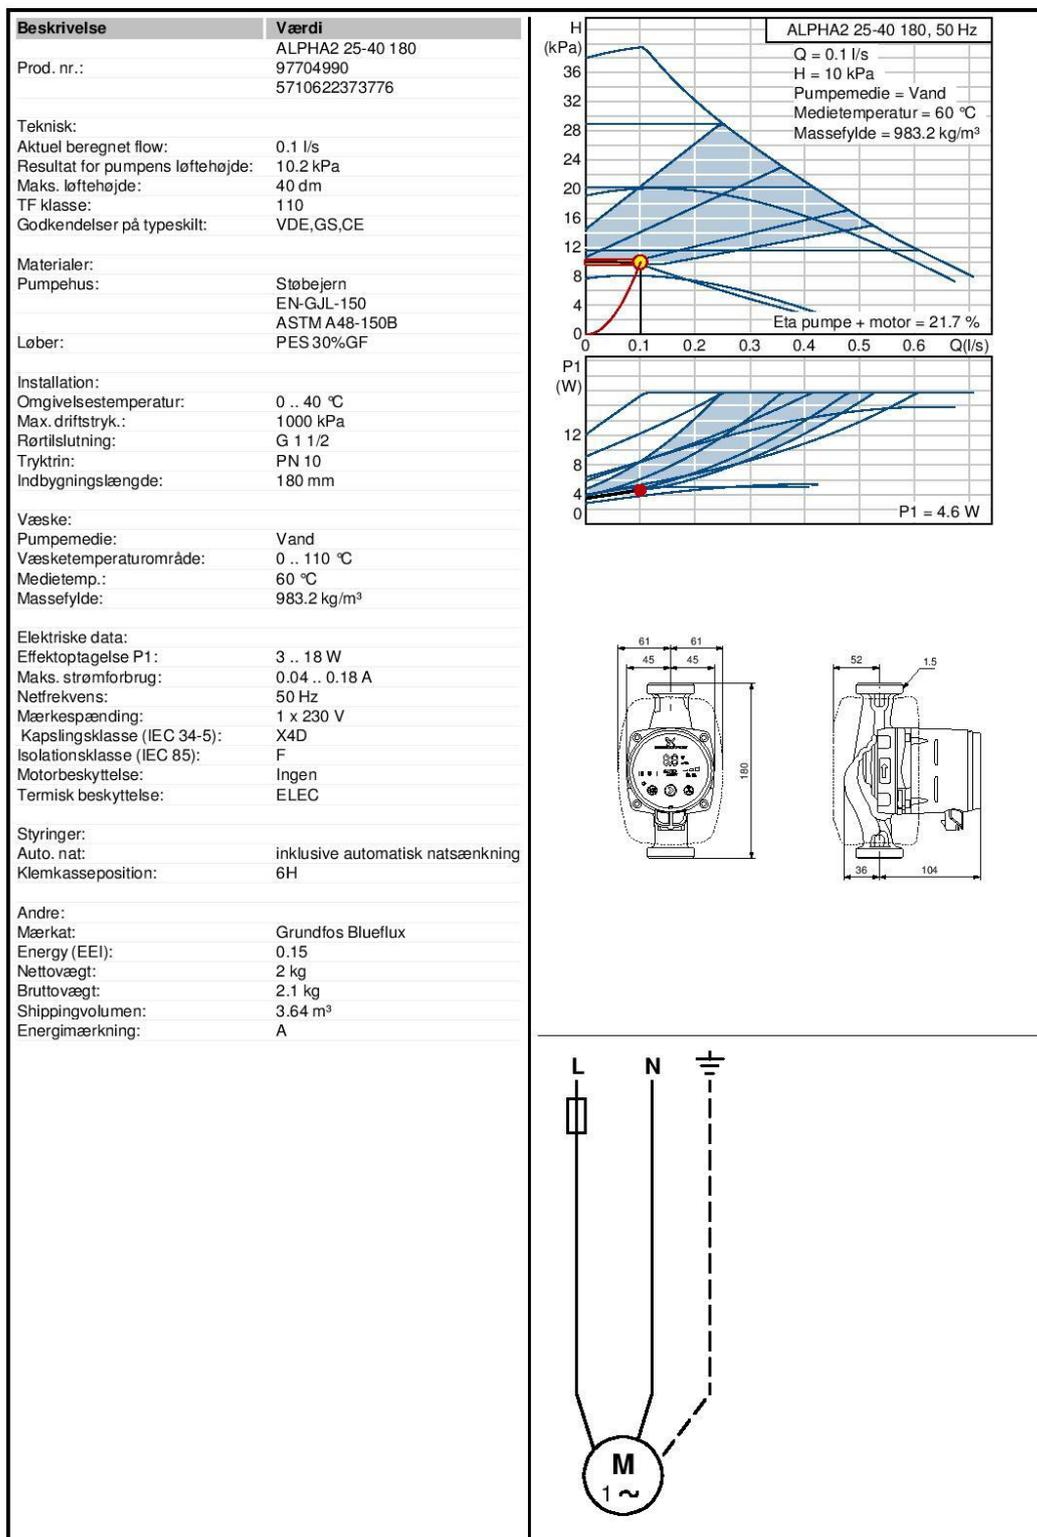 Beskrivelse Værdi
ALPHA2 25-40 180
Prod. nr.: 97704990
5710622373776
Teknisk:
Aktuel beregnet flow: 0.1 l/s
Resultat for pumpens løftehøjde: 10.2 kPa
Maks. løftehøjde: 40 dm
TF klasse: 110
Godkendelser på typeskilt: VDE,GS,CE
Materialer:
Pumpehus: Støbejern
EN-GJL-150
ASTM A48-150B
Løber: PES 30%GF
Installation:
Omgivelsestemperatur: 0 .. 40 °C
Max. driftstryk.: 1000 kPa
Rørtilslutning: G 1 1/2
Tryktrin: PN 10
Indbygningslængde: 180 mm
Væske:
Pumpemedie: Vand
Væsketemperaturområde: 0 .. 110 °C
Medietemp.: 60 °C
Massefylde: 983.2 kg/m³
Elektriske data:
Effektoptagelse P1: 3 .. 18 W
Maks. strømforbrug: 0.04 .. 0.18 A
Netfrekvens: 50 Hz
Mærkespænding: 1 x 230 V
Kapslingsklasse (IEC 34-5): X4D
Isolationsklasse (IEC 85): F
Motorbeskyttelse: Ingen
Termisk beskyttelse: ELEC
Styringer:
Auto. nat: inklusive automatisk natsænkning
Klemkasseposition: 6H
Andre:
Mærkat: Grundfos Blueflux
Energy (EEI): 0.15
Nettovægt: 2 kg
Bruttovægt: 2.1 kg
Shippingvolumen: 3.64 m³
Energimærkning: A
H
(kPa)
ALPHA2 25-40 180, 50 Hz
Q = 0.1 l/s
H = 10 kPa
Pumpemedie = Vand
Medietemperatur = 60 °C
Massefylde = 983.2 kg/m³
36
32
28
24
20
16
12
8
4
0
Eta pumpe + motor = 21.7 %
0 0.1 0.2 0.3 0.4 0.5 0.6 Q(l/s)
P1
(W)
12
8
4
0
P1 = 4.6 W
61 61
45 45
180
52 1.5
36 104
L N
M
1 ~